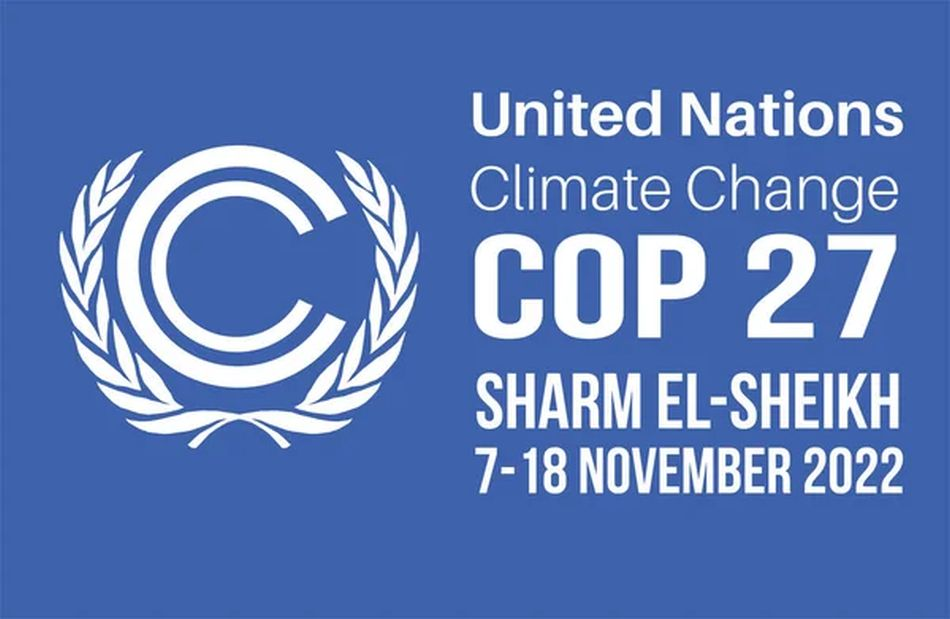 United Nations
Climate Change
COP 27
SHARM EL-SHEIKH
7-18 NOVEMBER 2022